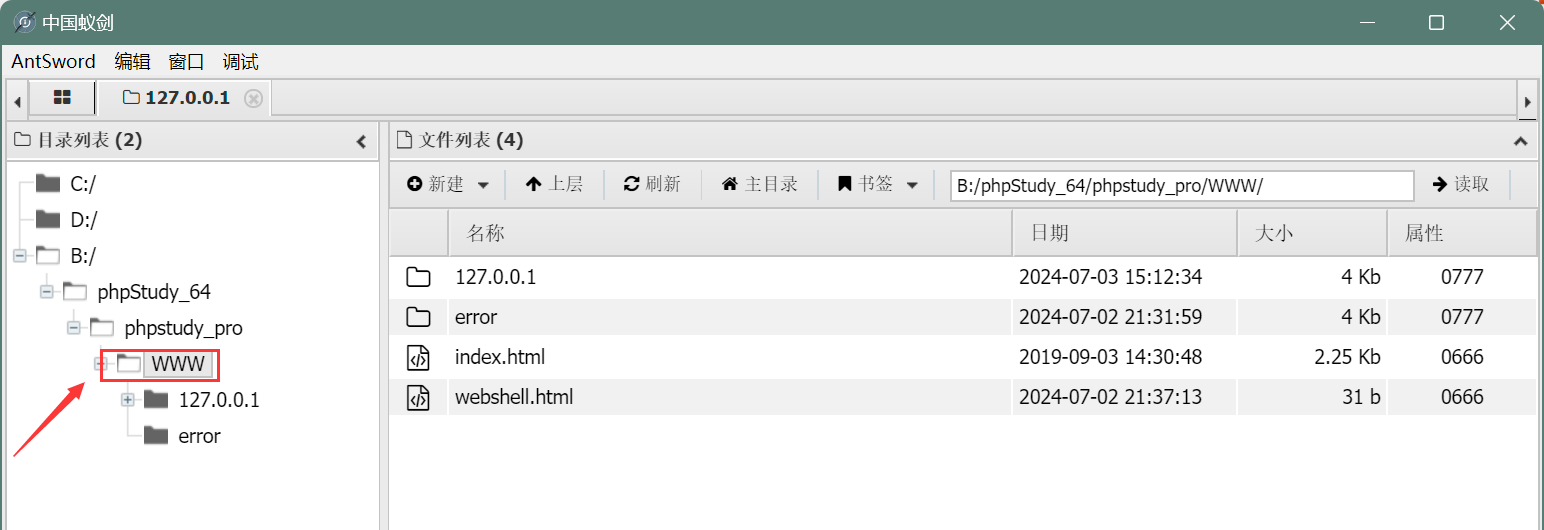 中国蚁剑
AntSword 编辑 窗口 调试
127.0.0.1
目录列表 (2)
文件列表 (4)
新建 上层 刷新 主目录 书签 B:/phpStudy_64/phpstudy_pro/WWW/ 读取
C:/
D:/
B:/
phpStudy_64
phpstudy_pro
WWW
127.0.0.1
error
名称 日期 大小 属性
127.0.0.1 2024-07-03 15:12:34 4 Kb 0777
error 2024-07-02 21:31:59 4 Kb 0777
index.html 2019-09-03 14:30:48 2.25 Kb 0666
webshell.html 2024-07-02 21:37:13 31 b 0666